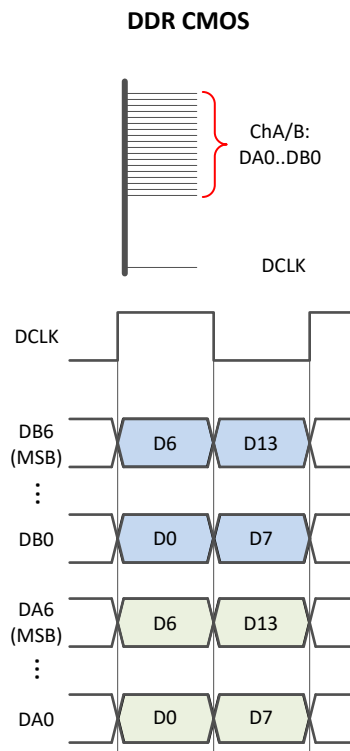 DDR CMOS
ChA/B:
DA0..DB0
DCLK
DCLK
DB6
(MSB)
D6 D13
DB0 D0 D7
DA6
(MSB)
D6 D13
DA0 D0 D7